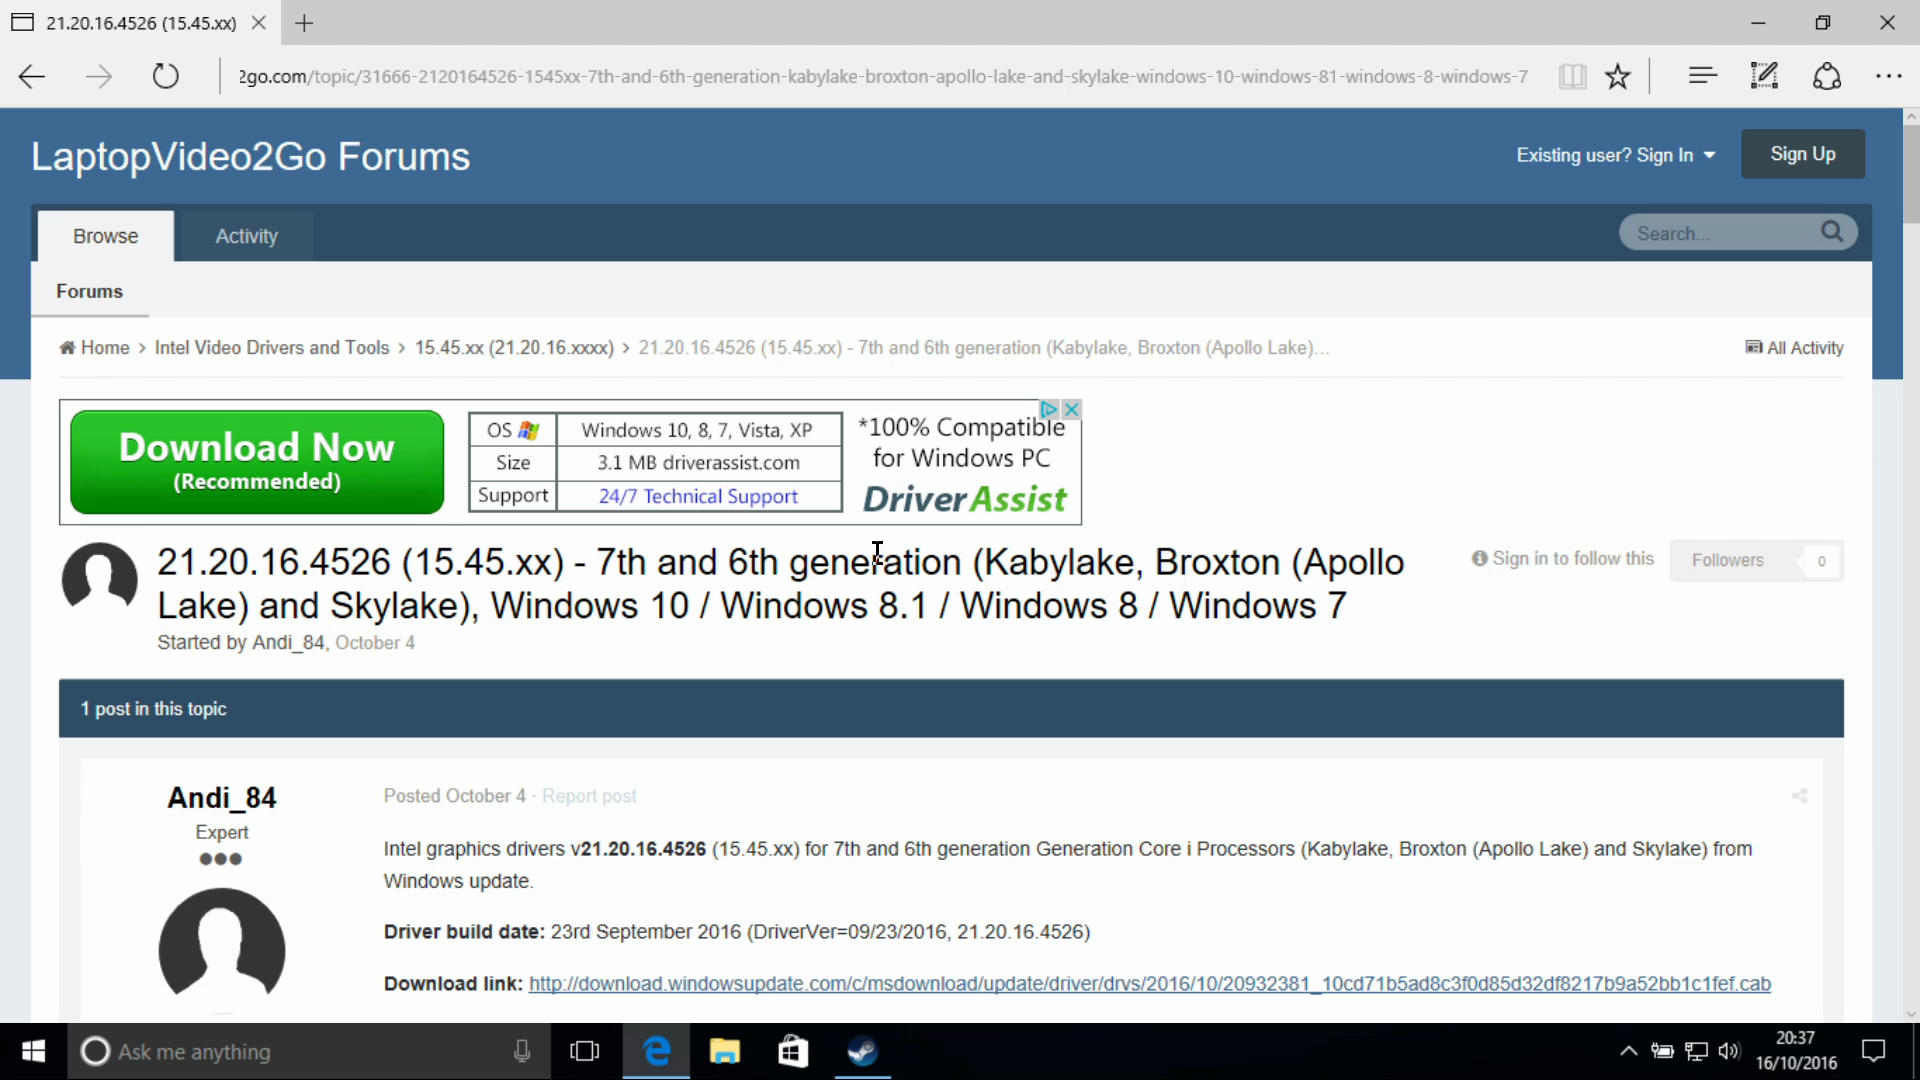 21.20.16.4526 (15.45.xx)
2go.com/topic/31666-2120164526-1545xx-7th-and-6th-generation-kabylake-broxton-apollo-lake-and-skylake-windows-10-windows-81-windows-8-windows-7
LaptopVideo2Go Forums
Existing user? Sign In
Sign Up
Browse
Activity
Search...
Forums
Home > Intel Video Drivers and Tools > 15.45.xx (21.20.16.xxxx) > 21.20.16.4526 (15.45.xx) - 7th and 6th generation (Kabylake, Broxton (Apollo Lake)...
All Activity
Download Now
(Recommended)
OS Windows 10, 8, 7, Vista, XP
Size 3.1 MB driverassist.com
Support 24/7 Technical Support
*100% Compatible
for Windows PC
DriverAssist
21.20.16.4526 (15.45.xx) - 7th and 6th generation (Kabylake, Broxton (Apollo
Lake) and Skylake), Windows 10 / Windows 8.1 / Windows 8 / Windows 7
Started by Andi_84, October 4
Sign in to follow this
Followers 0
1 post in this topic
Andi_84
Expert
Posted October 4 · Report post
Intel graphics drivers v21.20.16.4526 (15.45.xx) for 7th and 6th generation Generation Core i Processors (Kabylake, Broxton (Apollo Lake) and Skylake) from
Windows update.
Driver build date: 23rd September 2016 (DriverVer=09/23/2016, 21.20.16.4526)
Download link: http://download.windowsupdate.com/c/msdownload/update/driver/drvs/2016/10/20932381_10cd71b5ad8c3f0d85d32df8217b9a52bb1c1fef.cab
Ask me anything
20:37
16/10/2016